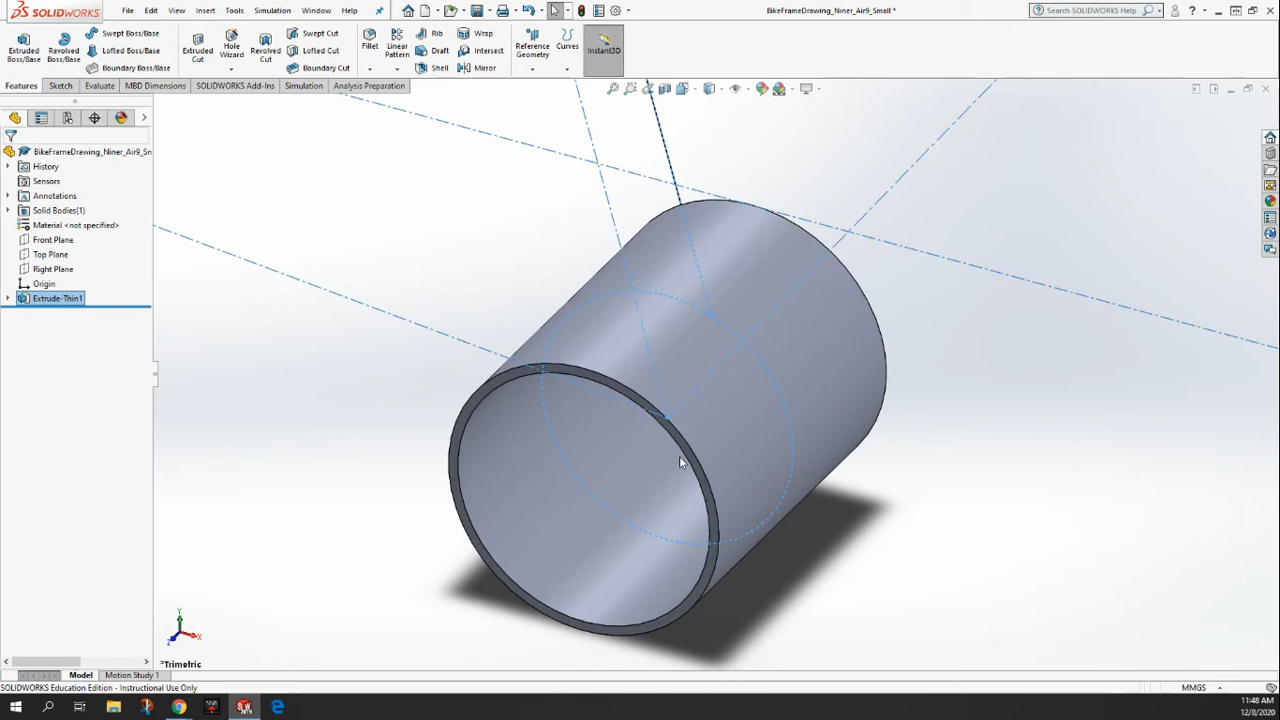 SOLIDWORKS
File Edit View Insert Tools Simulation Window Help
BikeFrameDrawing_Niner_Air9_Small *
Search SOLIDWORKS Help
Extruded Boss/Base
Revolved Boss/Base
Swept Boss/Base
Lofted Boss/Base
Boundary Boss/Base
Extruded Cut
Hole Wizard
Revolved Cut
Swept Cut
Lofted Cut
Boundary Cut
Fillet
Linear Pattern
Rib
Draft
Shell
Wrap
Intersect
Mirror
Reference Geometry
Curves
Instant3D
Features Sketch Evaluate MBD Dimensions SOLIDWORKS Add-Ins Simulation Analysis Preparation
BikeFrameDrawing_Niner_Air9_Sn
History
Sensors
Annotations
Solid Bodies(1)
Material <not specified>
Front Plane
Top Plane
Right Plane
Origin
Extrude-Thin1
Y
X
Z
*Trimetric
Model Motion Study 1
SOLIDWORKS Education Edition - Instructional Use Only
MMGS
11:48 AM
12/8/2020